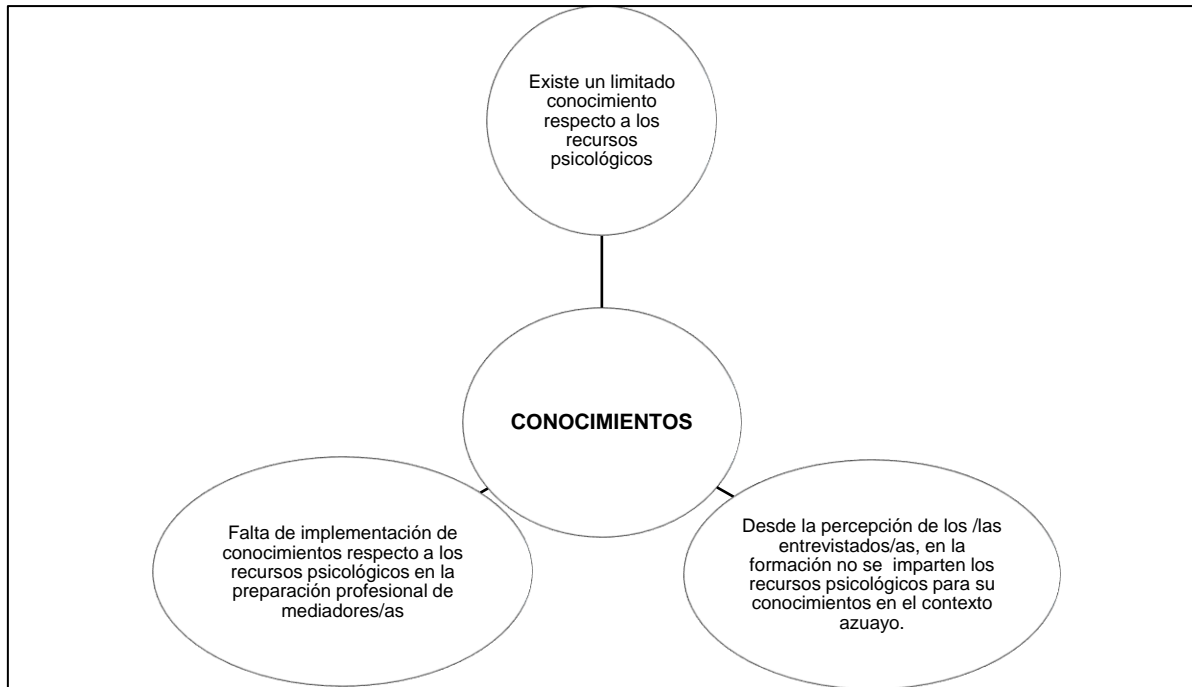 Existe un limitado
conocimiento
respecto a los
recursos
psicológicos
CONOCIMIENTOS
Falta de implementación de
conocimientos respecto a los
recursos psicológicos en la
preparación profesional de
mediadores/as
Desde la percepción de los /las
entrevistados/as, en la
formación no se  imparten los
recursos psicológicos para su
conocimientos en el contexto
azuayo.